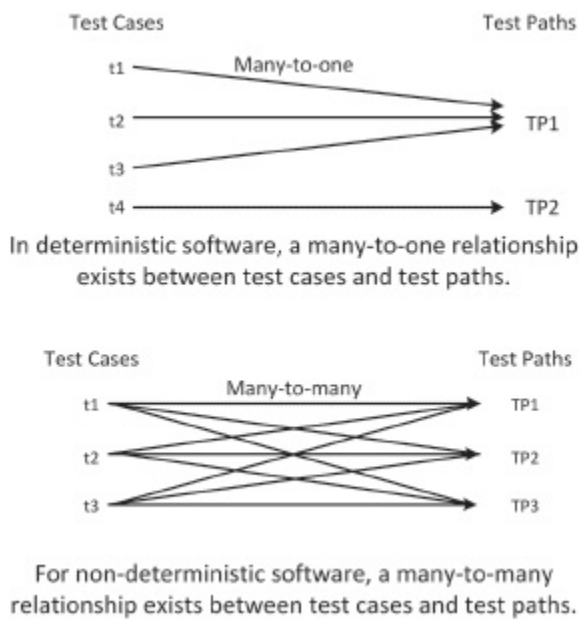 Test Cases Test Paths
t1 Many-to-one
t2 TP1
t3
t4 TP2
In deterministic software, a many-to-one relationship
exists between test cases and test paths.
Test Cases Test Paths
Many-to-many
t1 TP1
t2 TP2
t3 TP3
For non-deterministic software, a many-to-many
relationship exists between test cases and test paths.